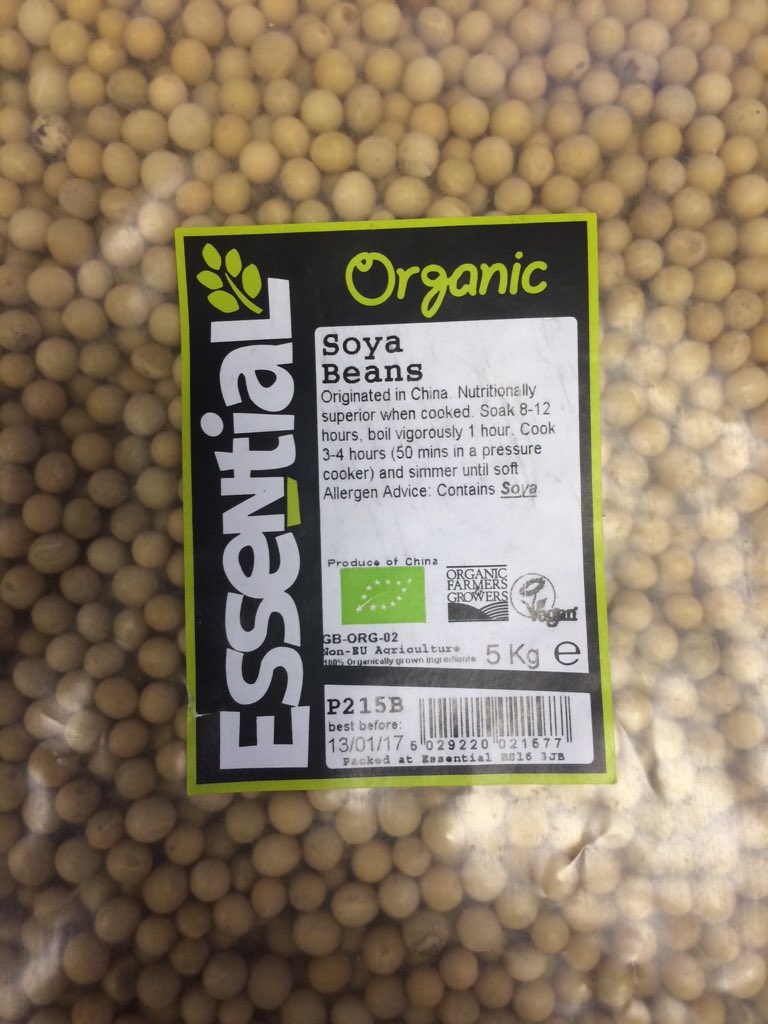 ESSENTIAL
Organic
Soya
Beans
Originated in China. Nutritionally
superior when cooked. Soak 8-12
hours, boil vigorously 1 hour. Cook
3-4 hours (50 mins in a pressure
cooker) and simmer until soft
Allergen Advice: Contains Soya
Produce of China
ORGANIC
FARMERS
& GROWERS
Vegan
GB-ORG-02
Non-EU Agriculture
100% Organically grown ingredients
5 Kg e
P215B
best before:
13/01/17
5 029220 021677
Packed at Essential BS16 3JB